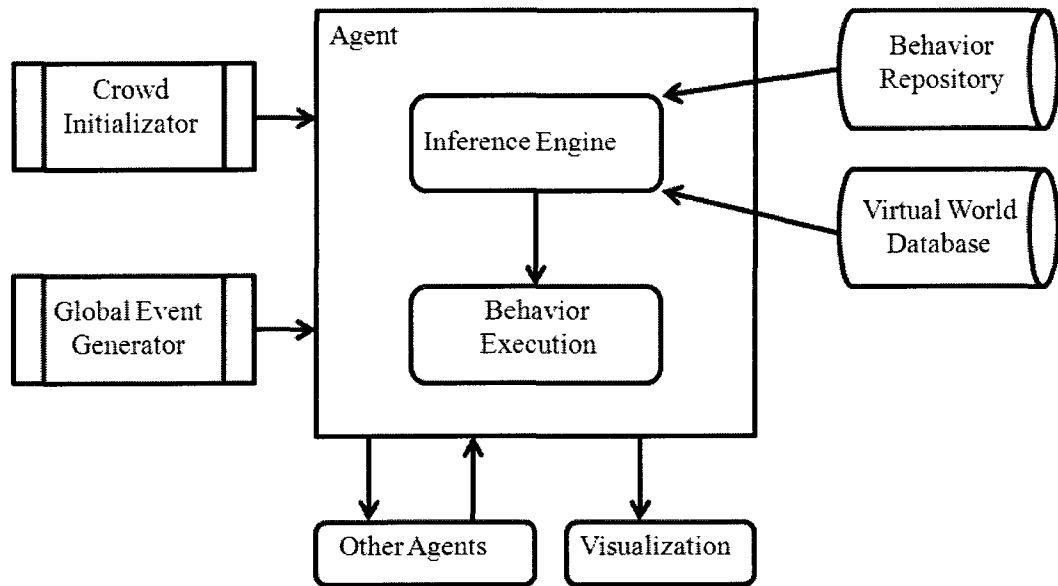 Agent
Crowd
Initializator
Inference Engine
Behavior
Repository
Virtual World
Database
Global Event
Generator
Behavior
Execution
Other Agents
Visualization